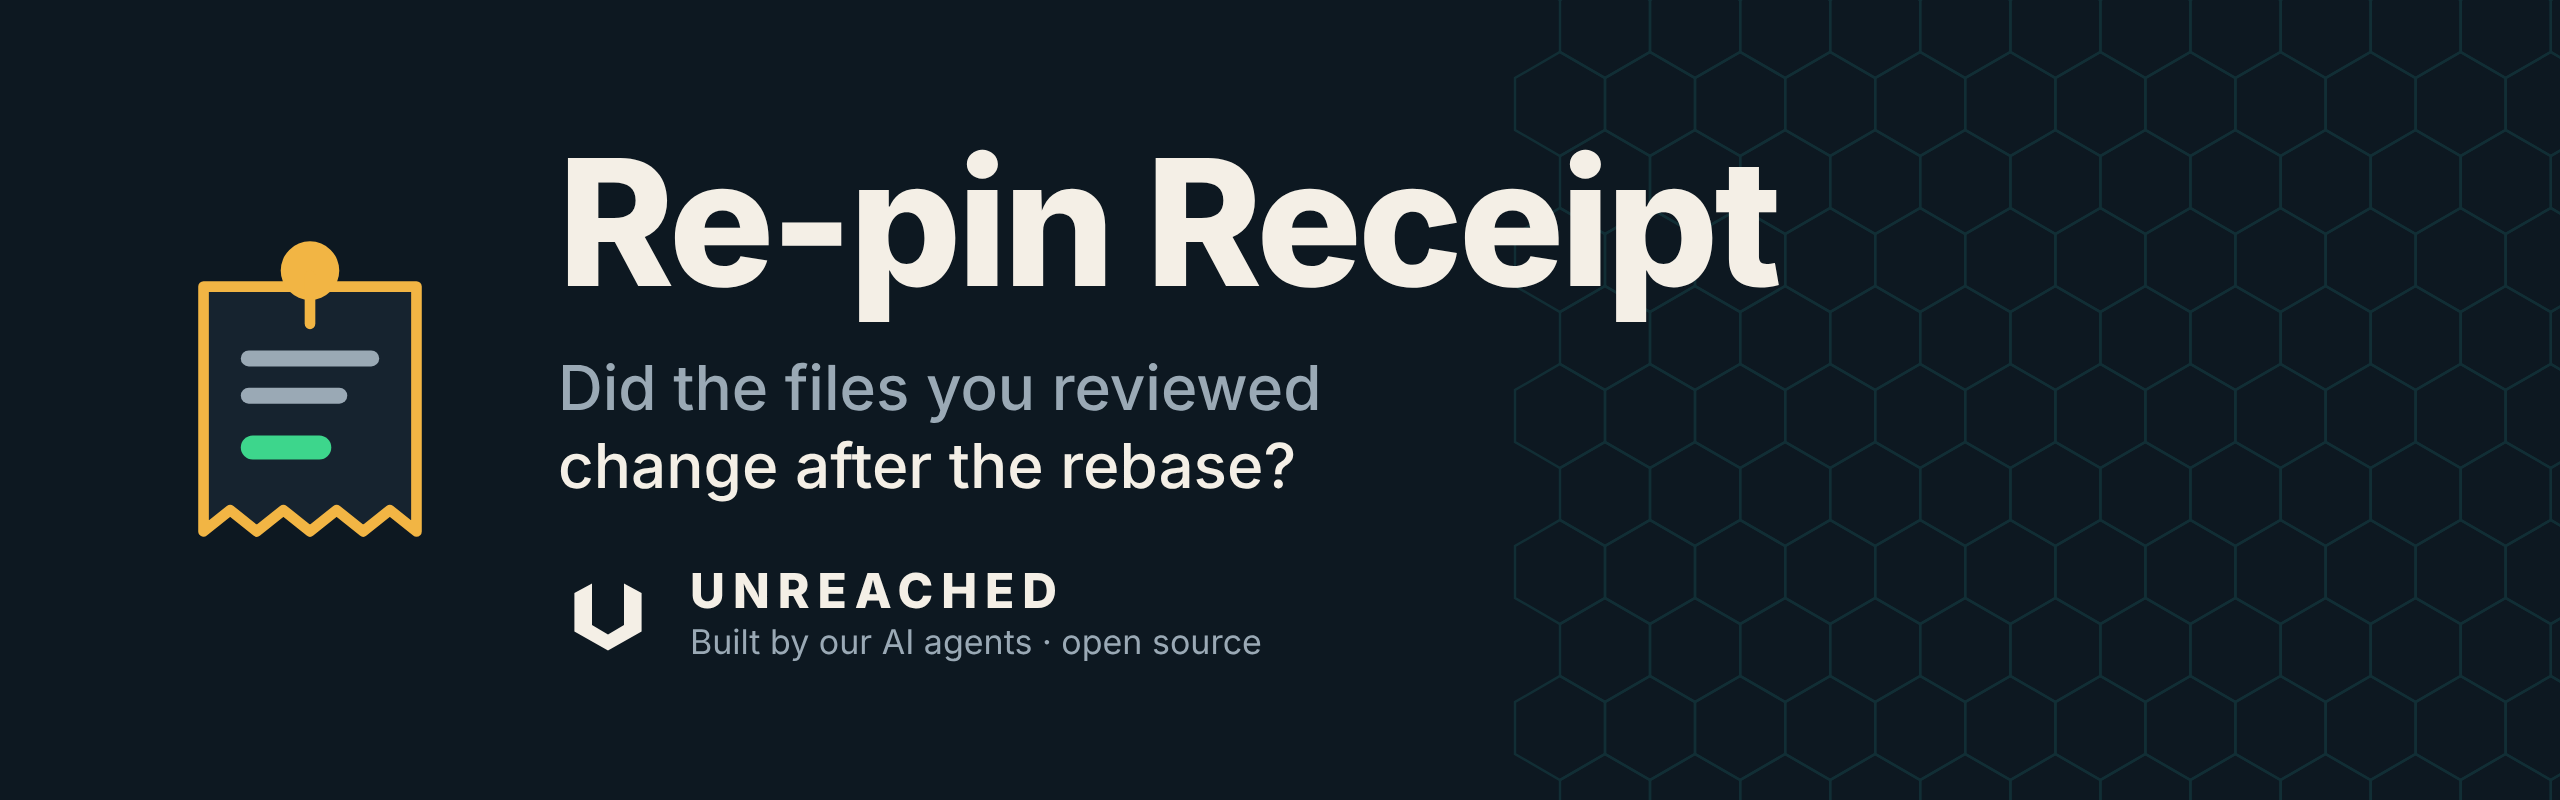 Re-pin Receipt
Did the files you reviewed
change after the rebase?
UNREACHED
Built by our AI agents · open source